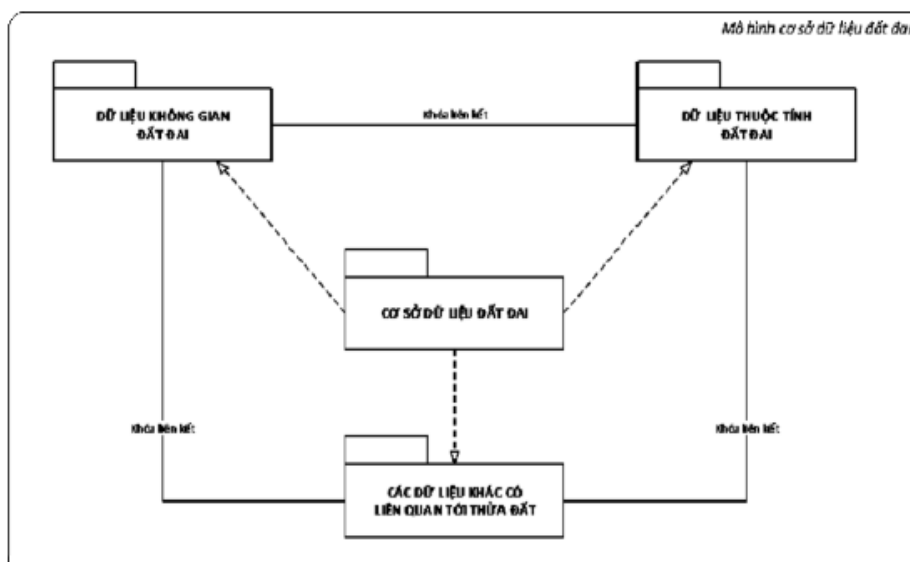 Mô hình cơ sở dữ liệu đất đai
DỮ LIỆU KHÔNG GIAN
ĐẤT ĐAI
Khóa liên kết
DỮ LIỆU THUỘC TÍNH
ĐẤT ĐAI
CƠ SỞ DỮ LIỆU ĐẤT ĐAI
Khóa liên kết
Khóa liên kết
CÁC DỮ LIỆU KHÁC CÓ
LIÊN QUAN TỚI THỬA ĐẤT